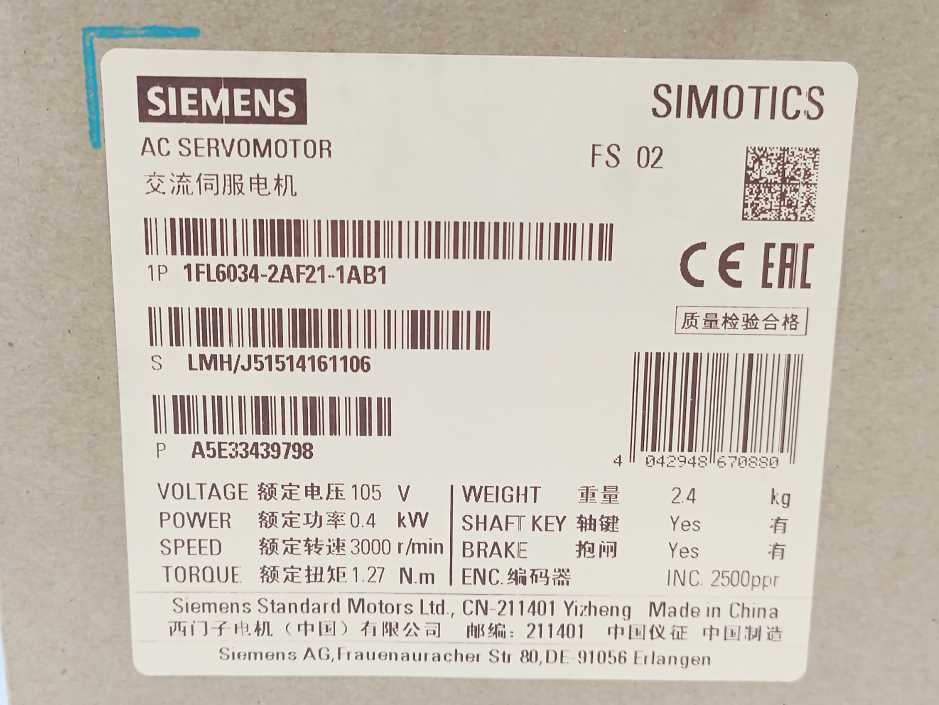 SIEMENS
SIMOTICS
AC SERVOMOTOR
FS 02
交流伺服电机
1P 1FL6034-2AF21-1AB1
CE EAC
质量检验合格
S LMH/J51514161106
P A5E33439798
4 042948 670880
VOLTAGE 额定电压 105 V
POWER 额定功率 0.4 kW
SPEED 额定转速 3000 r/min
TORQUE 额定扭矩 1.27 N.m
WEIGHT 重量 2.4 kg
SHAFT KEY 轴键 Yes 有
BRAKE 抱闸 Yes 有
ENC. 编码器 INC. 2500ppr
Siemens Standard Motors Ltd., CN-211401 Yizheng Made in China
西门子电机（中国）有限公司 邮编：211401 中国仪征 中国制造
Siemens AG,Frauenauracher Str 80,DE-91056 Erlangen